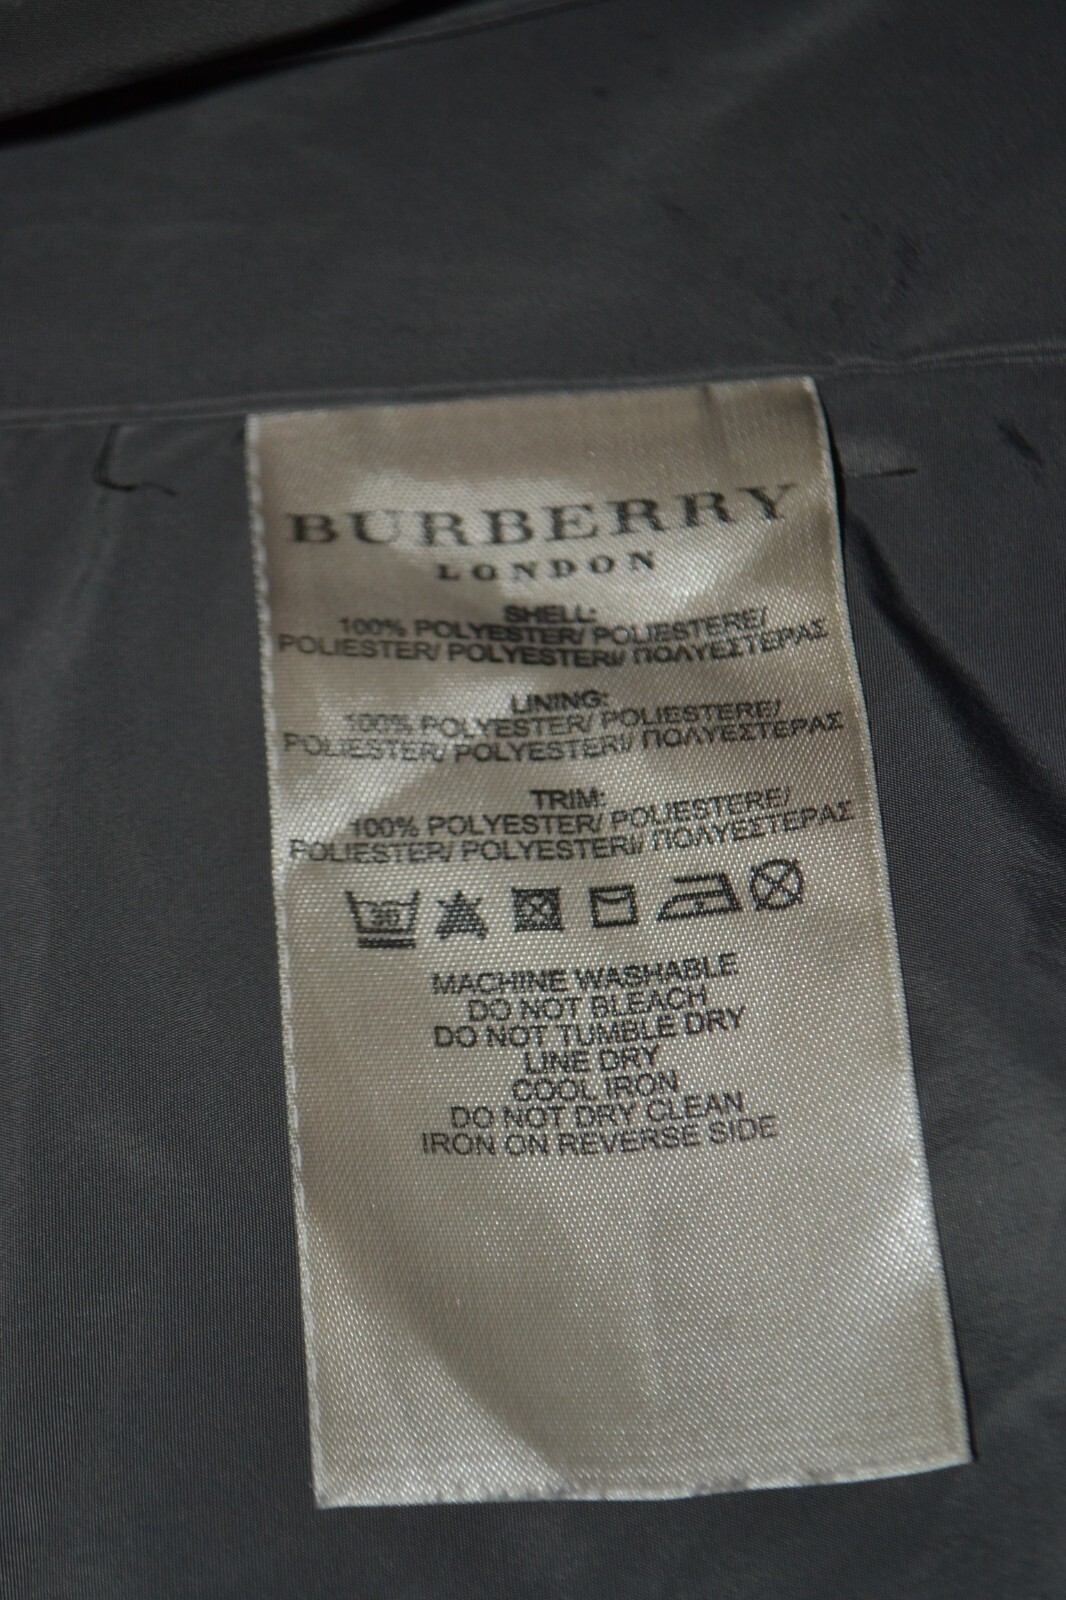 BURBERRY
LONDON
SHELL:
100% POLYESTER/ POLIESTERE/
POLIESTER/ POLYESTERI/ ΠΟΛΥΕΣΤΕΡΑΣ
LINING:
100% POLYESTER/ POLIESTERE/
POLIESTER/ POLYESTERI/ ΠΟΛΥΕΣΤΕΡΑΣ
TRIM:
100% POLYESTER/ POLIESTERE/
POLIESTER/ POLYESTERI/ ΠΟΛΥΕΣΤΕΡΑΣ
30
MACHINE WASHABLE
DO NOT BLEACH
DO NOT TUMBLE DRY
LINE DRY
COOL IRON
DO NOT DRY CLEAN
IRON ON REVERSE SIDE